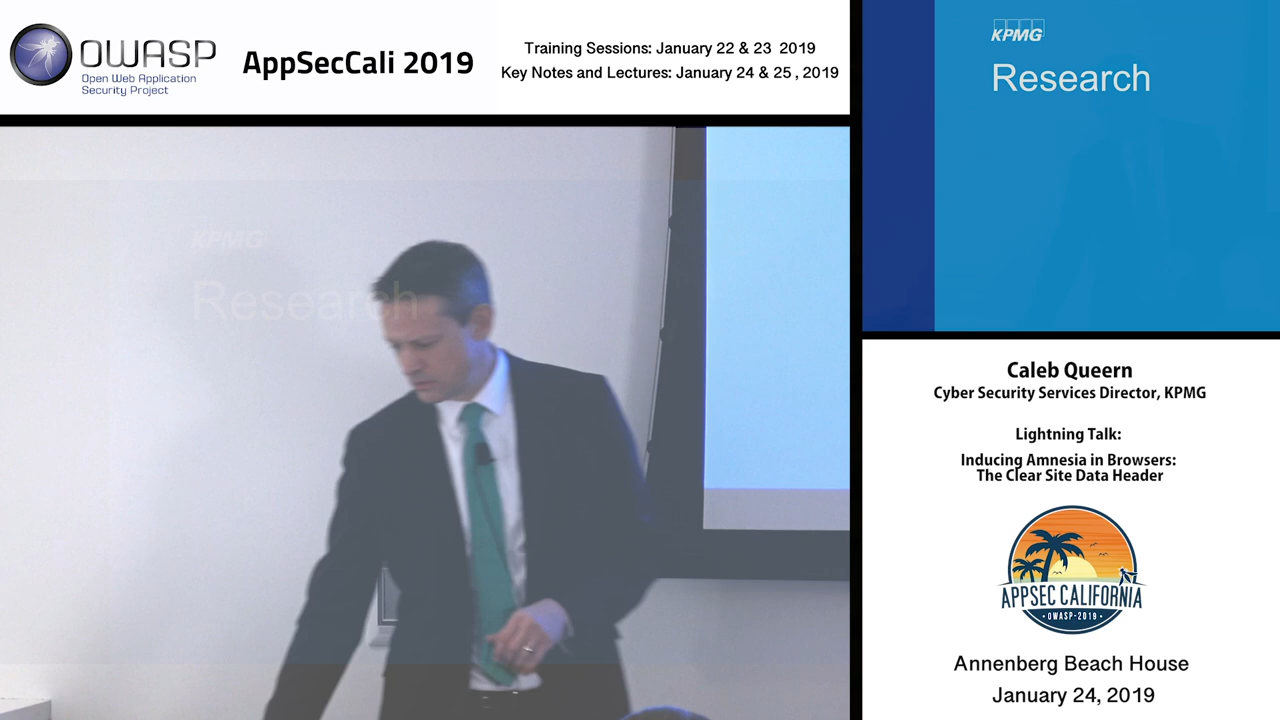 OWASP
Open Web Application
Security Project
AppSecCali 2019
Training Sessions: January 22 & 23 2019
Key Notes and Lectures: January 24 & 25 , 2019
KPMG
Research
KPMG
Research
Caleb Queern
Cyber Security Services Director, KPMG
Lightning Talk:
Inducing Amnesia in Browsers:
The Clear Site Data Header
APPSEC CALIFORNIA
• OWASP-2019 •
Annenberg Beach House
January 24, 2019